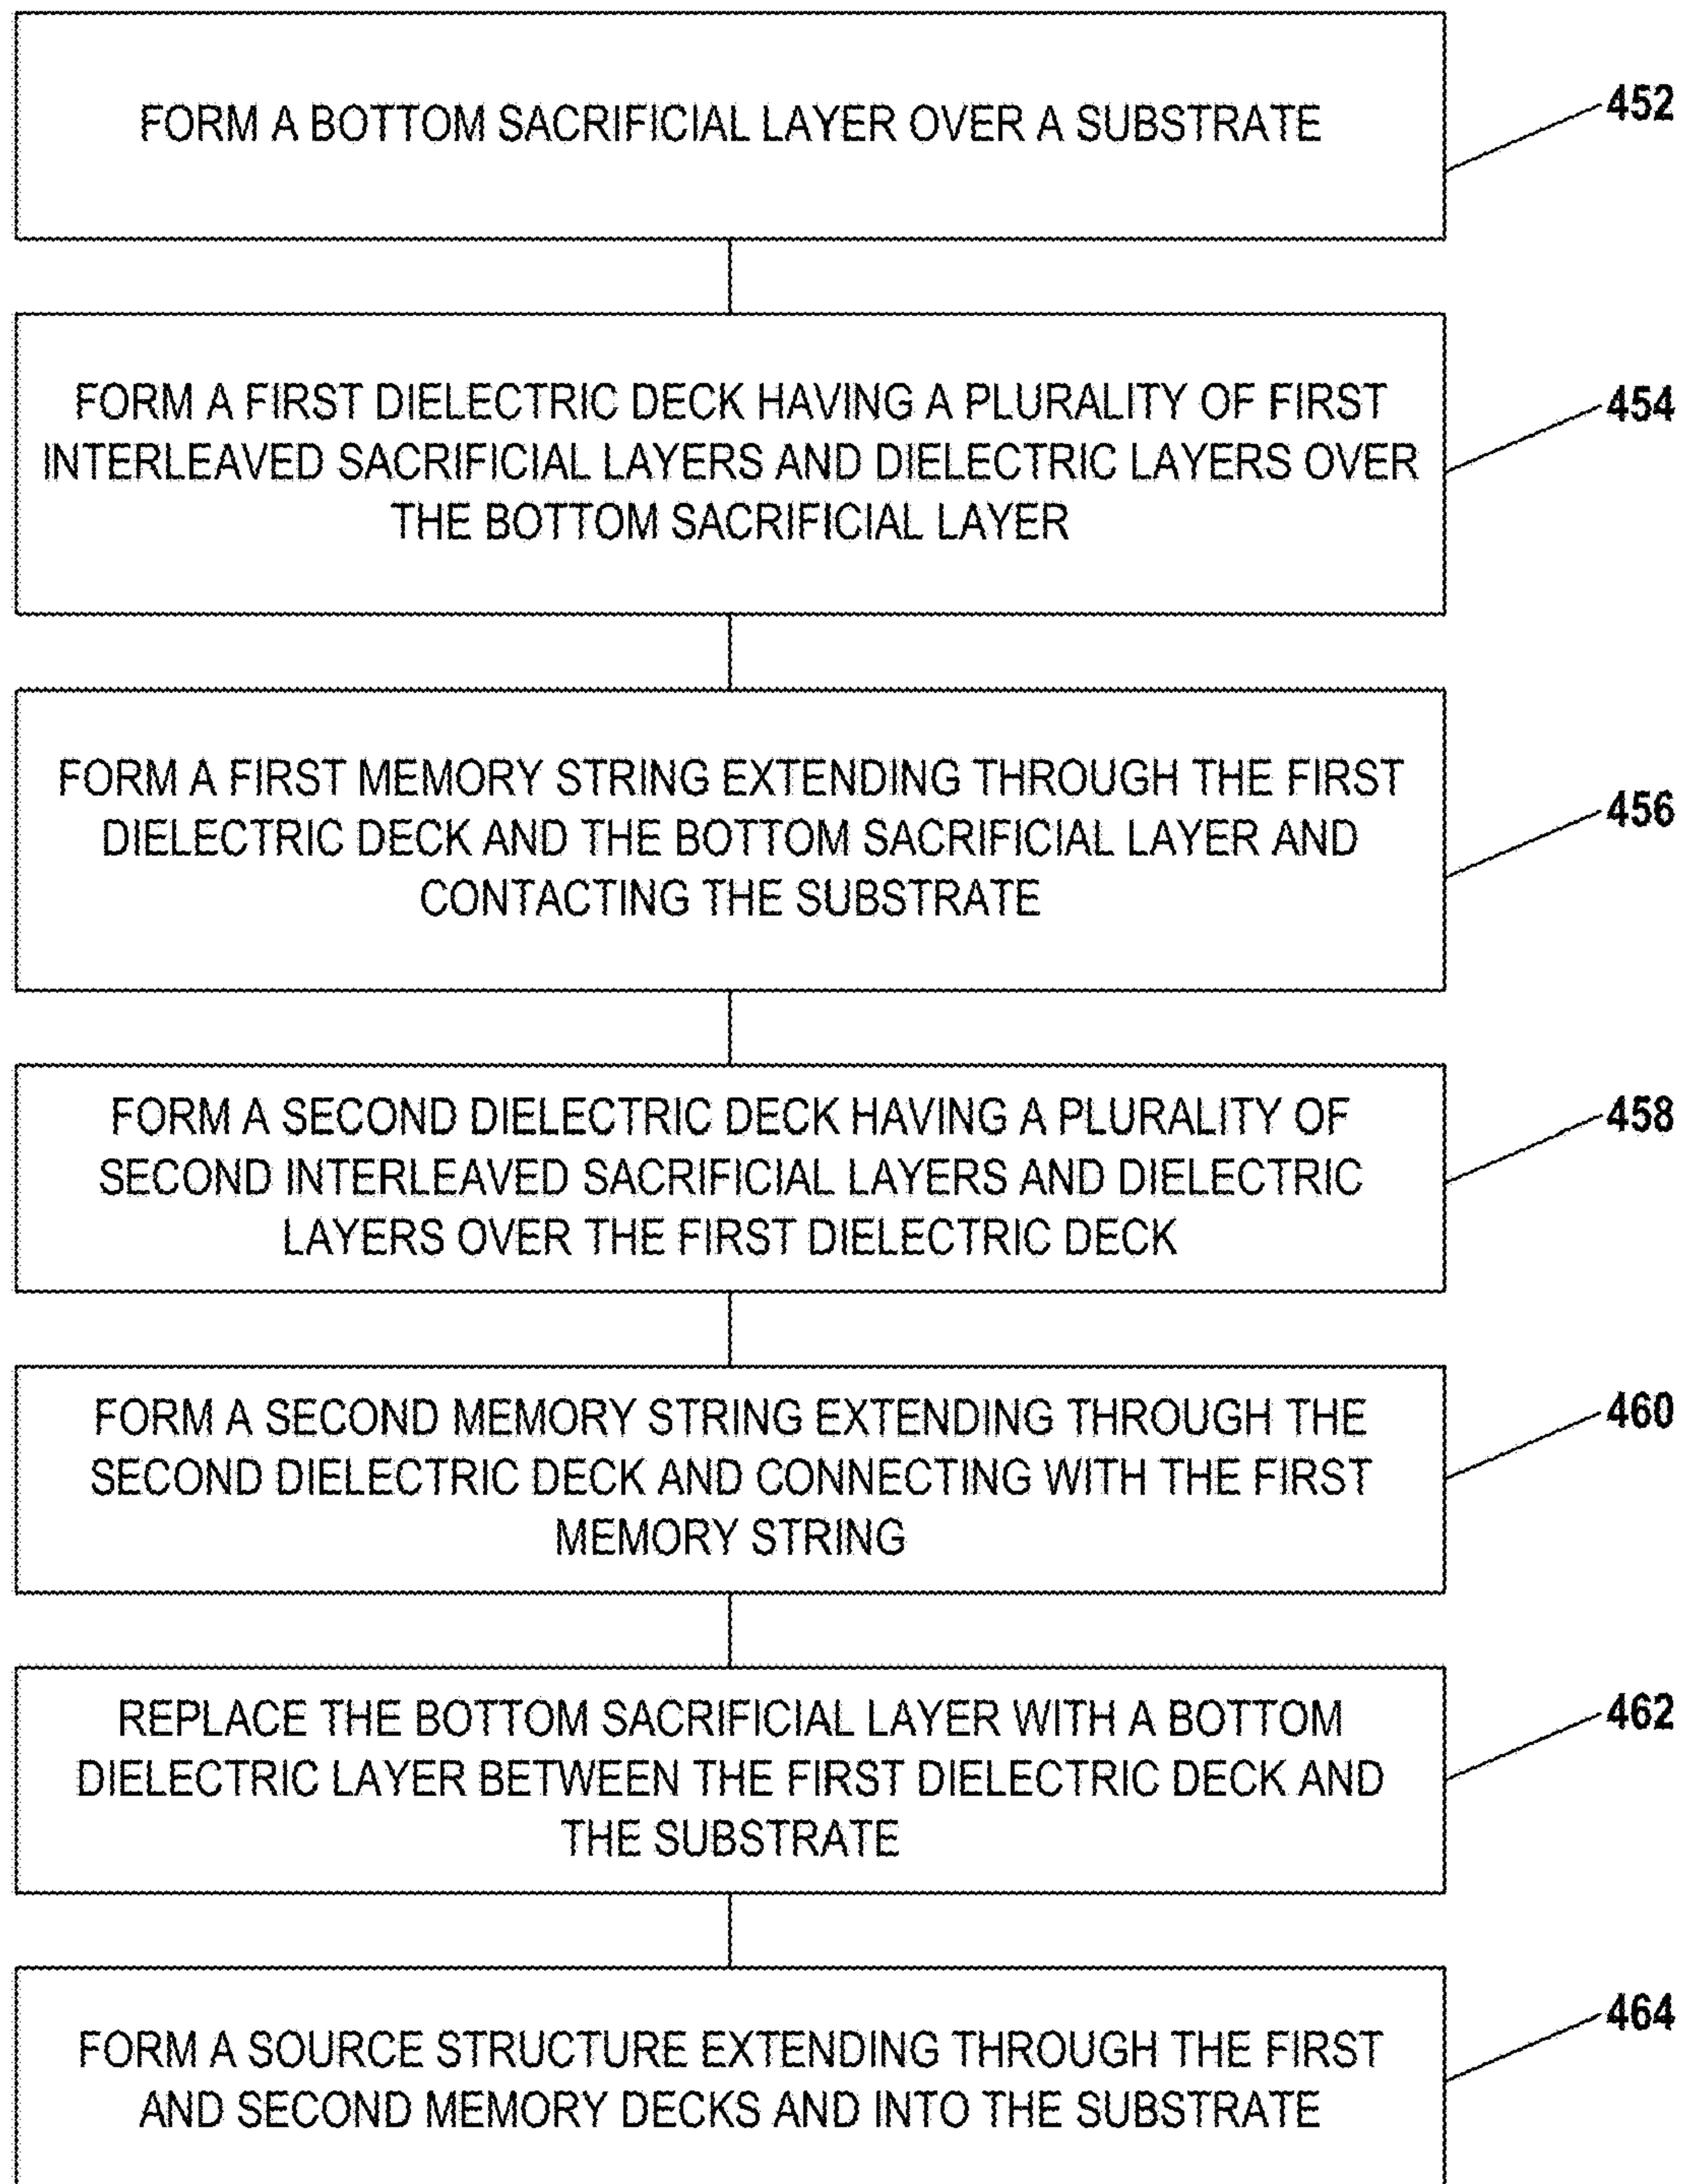 FORM A BOTTOM SACRIFICIAL LAYER OVER A SUBSTRATE
452
FORM A FIRST DIELECTRIC DECK HAVING A PLURALITY OF FIRST
INTERLEAVED SACRIFICIAL LAYERS AND DIELECTRIC LAYERS OVER
THE BOTTOM SACRIFICIAL LAYER
454
FORM A FIRST MEMORY STRING EXTENDING THROUGH THE FIRST
DIELECTRIC DECK AND THE BOTTOM SACRIFICIAL LAYER AND
CONTACTING THE SUBSTRATE
456
FORM A SECOND DIELECTRIC DECK HAVING A PLURALITY OF
SECOND INTERLEAVED SACRIFICIAL LAYERS AND DIELECTRIC
LAYERS OVER THE FIRST DIELECTRIC DECK
458
FORM A SECOND MEMORY STRING EXTENDING THROUGH THE
SECOND DIELECTRIC DECK AND CONNECTING WITH THE FIRST
MEMORY STRING
460
REPLACE THE BOTTOM SACRIFICIAL LAYER WITH A BOTTOM
DIELECTRIC LAYER BETWEEN THE FIRST DIELECTRIC DECK AND
THE SUBSTRATE
462
FORM A SOURCE STRUCTURE EXTENDING THROUGH THE FIRST
AND SECOND MEMORY DECKS AND INTO THE SUBSTRATE
464